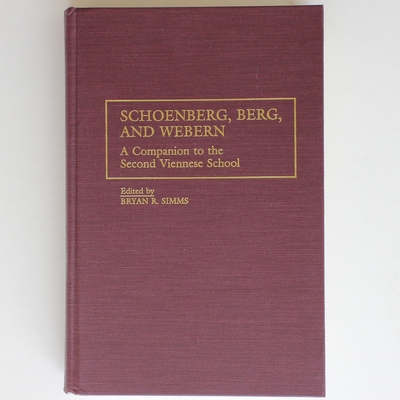 SCHOENBERG, BERG,
AND WEBERN
A Companion to the
Second Viennese School
Edited by
BRYAN R. SIMMS